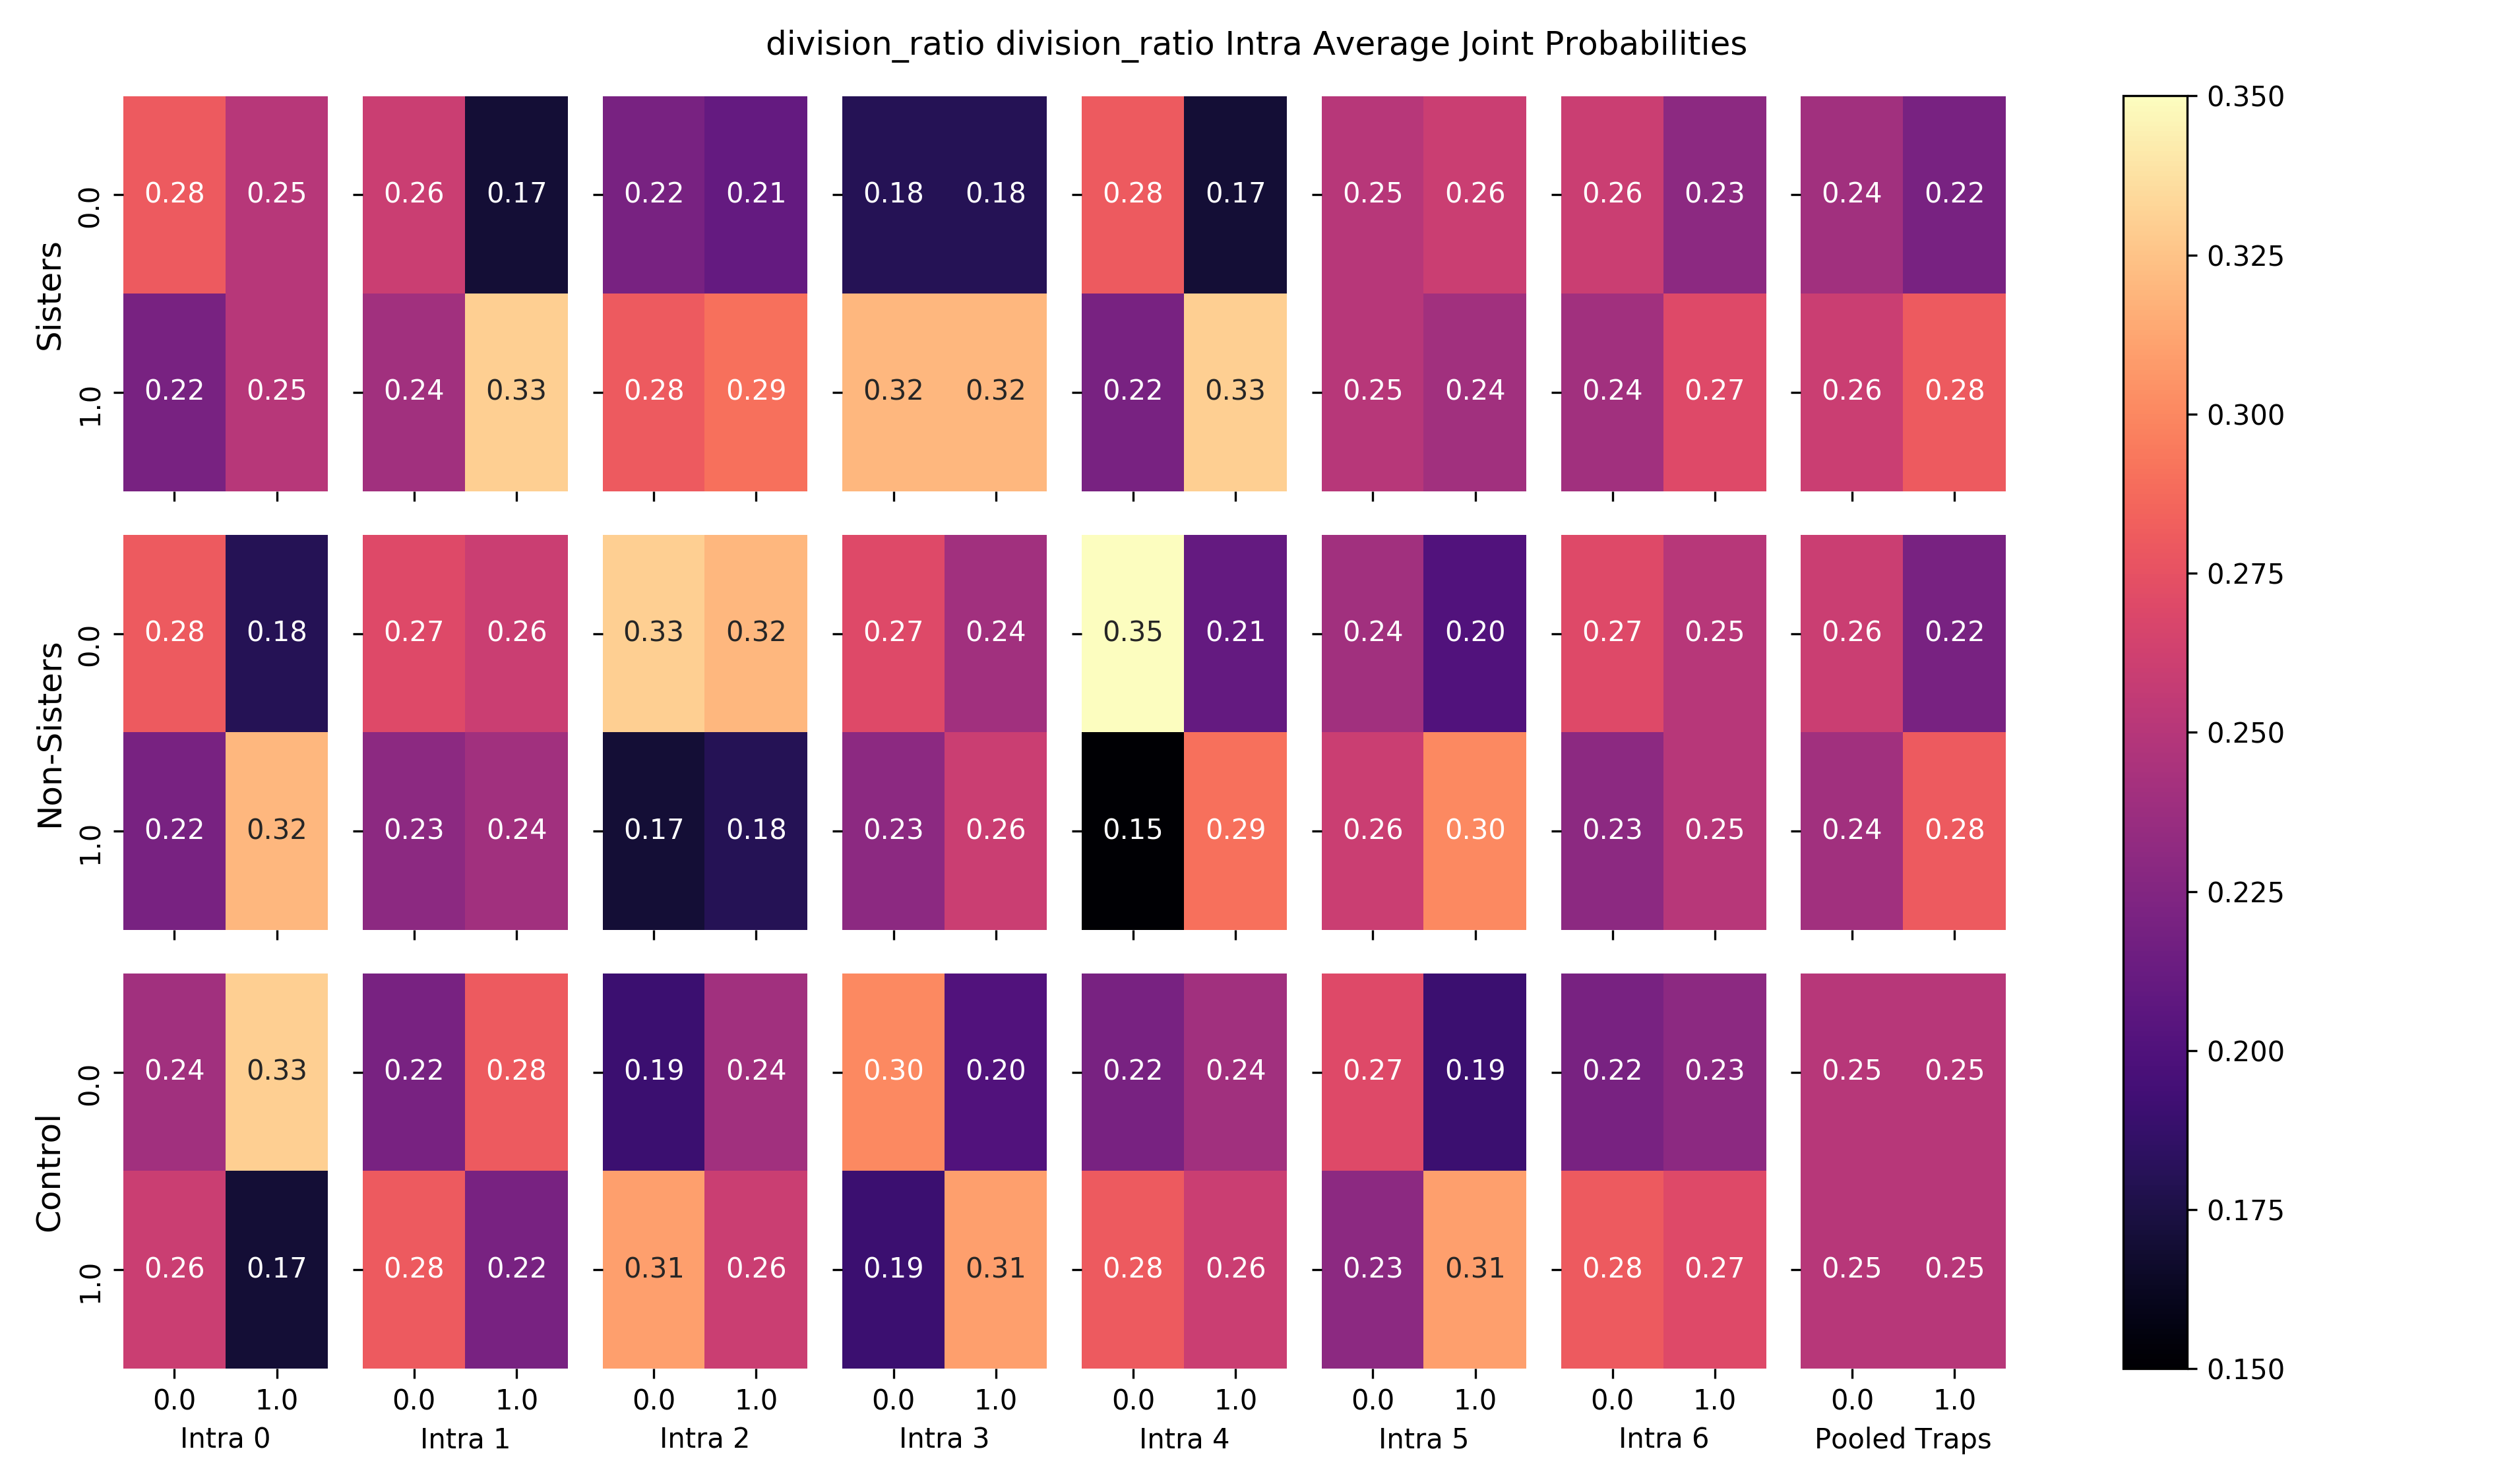 division_ratio division_ratio Intra Average Joint Probabilities
Sisters
0.0 0.28 0.25 0.26 0.17 0.22 0.21 0.18 0.18 0.28 0.17 0.25 0.26 0.26 0.23 0.24 0.22
1.0 0.22 0.25 0.24 0.33 0.28 0.29 0.32 0.32 0.22 0.33 0.25 0.24 0.24 0.27 0.26 0.28
Non-Sisters
0.0 0.28 0.18 0.27 0.26 0.33 0.32 0.27 0.24 0.35 0.21 0.24 0.20 0.27 0.25 0.26 0.22
1.0 0.22 0.32 0.23 0.24 0.17 0.18 0.23 0.26 0.15 0.29 0.26 0.30 0.23 0.25 0.24 0.28
Control
0.0 0.24 0.33 0.22 0.28 0.19 0.24 0.30 0.20 0.22 0.24 0.27 0.19 0.22 0.23 0.25 0.25
1.0 0.26 0.17 0.28 0.22 0.31 0.26 0.19 0.31 0.28 0.26 0.23 0.31 0.28 0.27 0.25 0.25
0.0 1.0 0.0 1.0 0.0 1.0 0.0 1.0 0.0 1.0 0.0 1.0 0.0 1.0 0.0 1.0
Intra 0 Intra 1 Intra 2 Intra 3 Intra 4 Intra 5 Intra 6 Pooled Traps
0.350
0.325
0.300
0.275
0.250
0.225
0.200
0.175
0.150